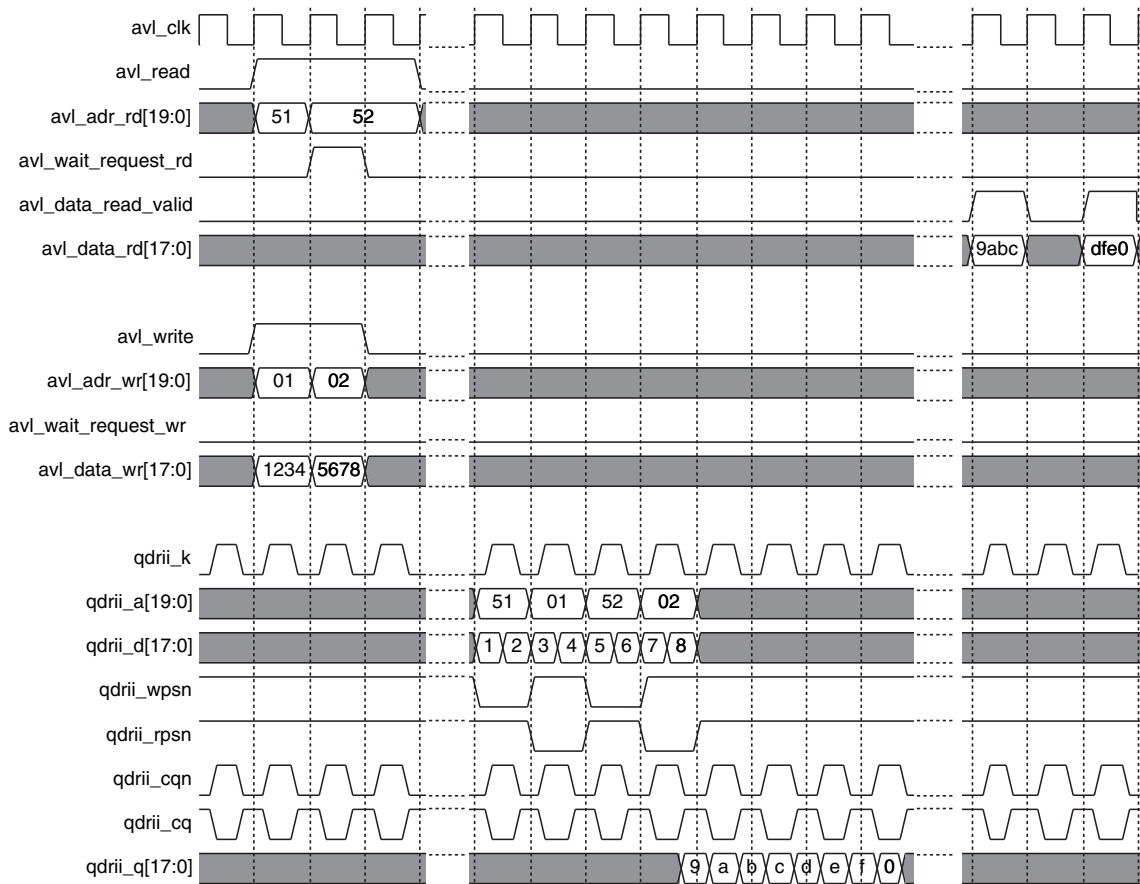 avl_clk
avl_read
avl_adr_rd[19:0] 51 52
avl_wait_request_rd
avl_data_read_valid
avl_data_rd[17:0] 9abc dfe0
avl_write
avl_adr_wr[19:0] 01 02
avl_wait_request_wr
avl_data_wr[17:0] 1234 5678
qdrii_k
qdrii_a[19:0] 51 01 52 02
qdrii_d[17:0] 1 2 3 4 5 6 7 8
qdrii_wpsn
qdrii_rpsn
qdrii_cqn
qdrii_cq
qdrii_q[17:0] 9 a b c d e f 0